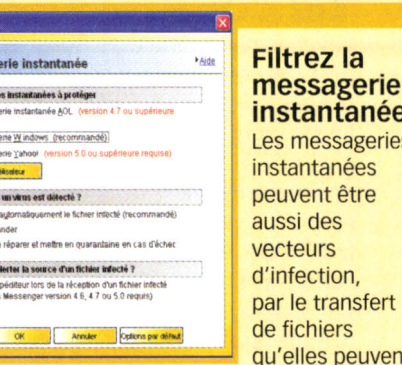 erie instantanée
Aide
es instantanées à protéger
erie instantanée AOL (version 4.7 ou supérieure
erie Windows (recommandé)
erie Yahoo! (version 5.0 ou supérieure requise)
tilisateur
un virus est détecté ?
automatiquement le fichier infecté (recommandé)
nder
réparer et mettre en quarantaine en cas d'échec
lerter la source d'un fichier infecté ?
péditeur lors de la réception d'un fichier infecté
Messenger version 4.6, 4.7 ou 5.0 requis)
OK Annuler Options par défaut
Filtrez la
messagerie
instantanée
Les messageries
instantanées
peuvent être
aussi des
vecteurs
d'infection,
par le transfert
de fichiers
qu'elles peuven